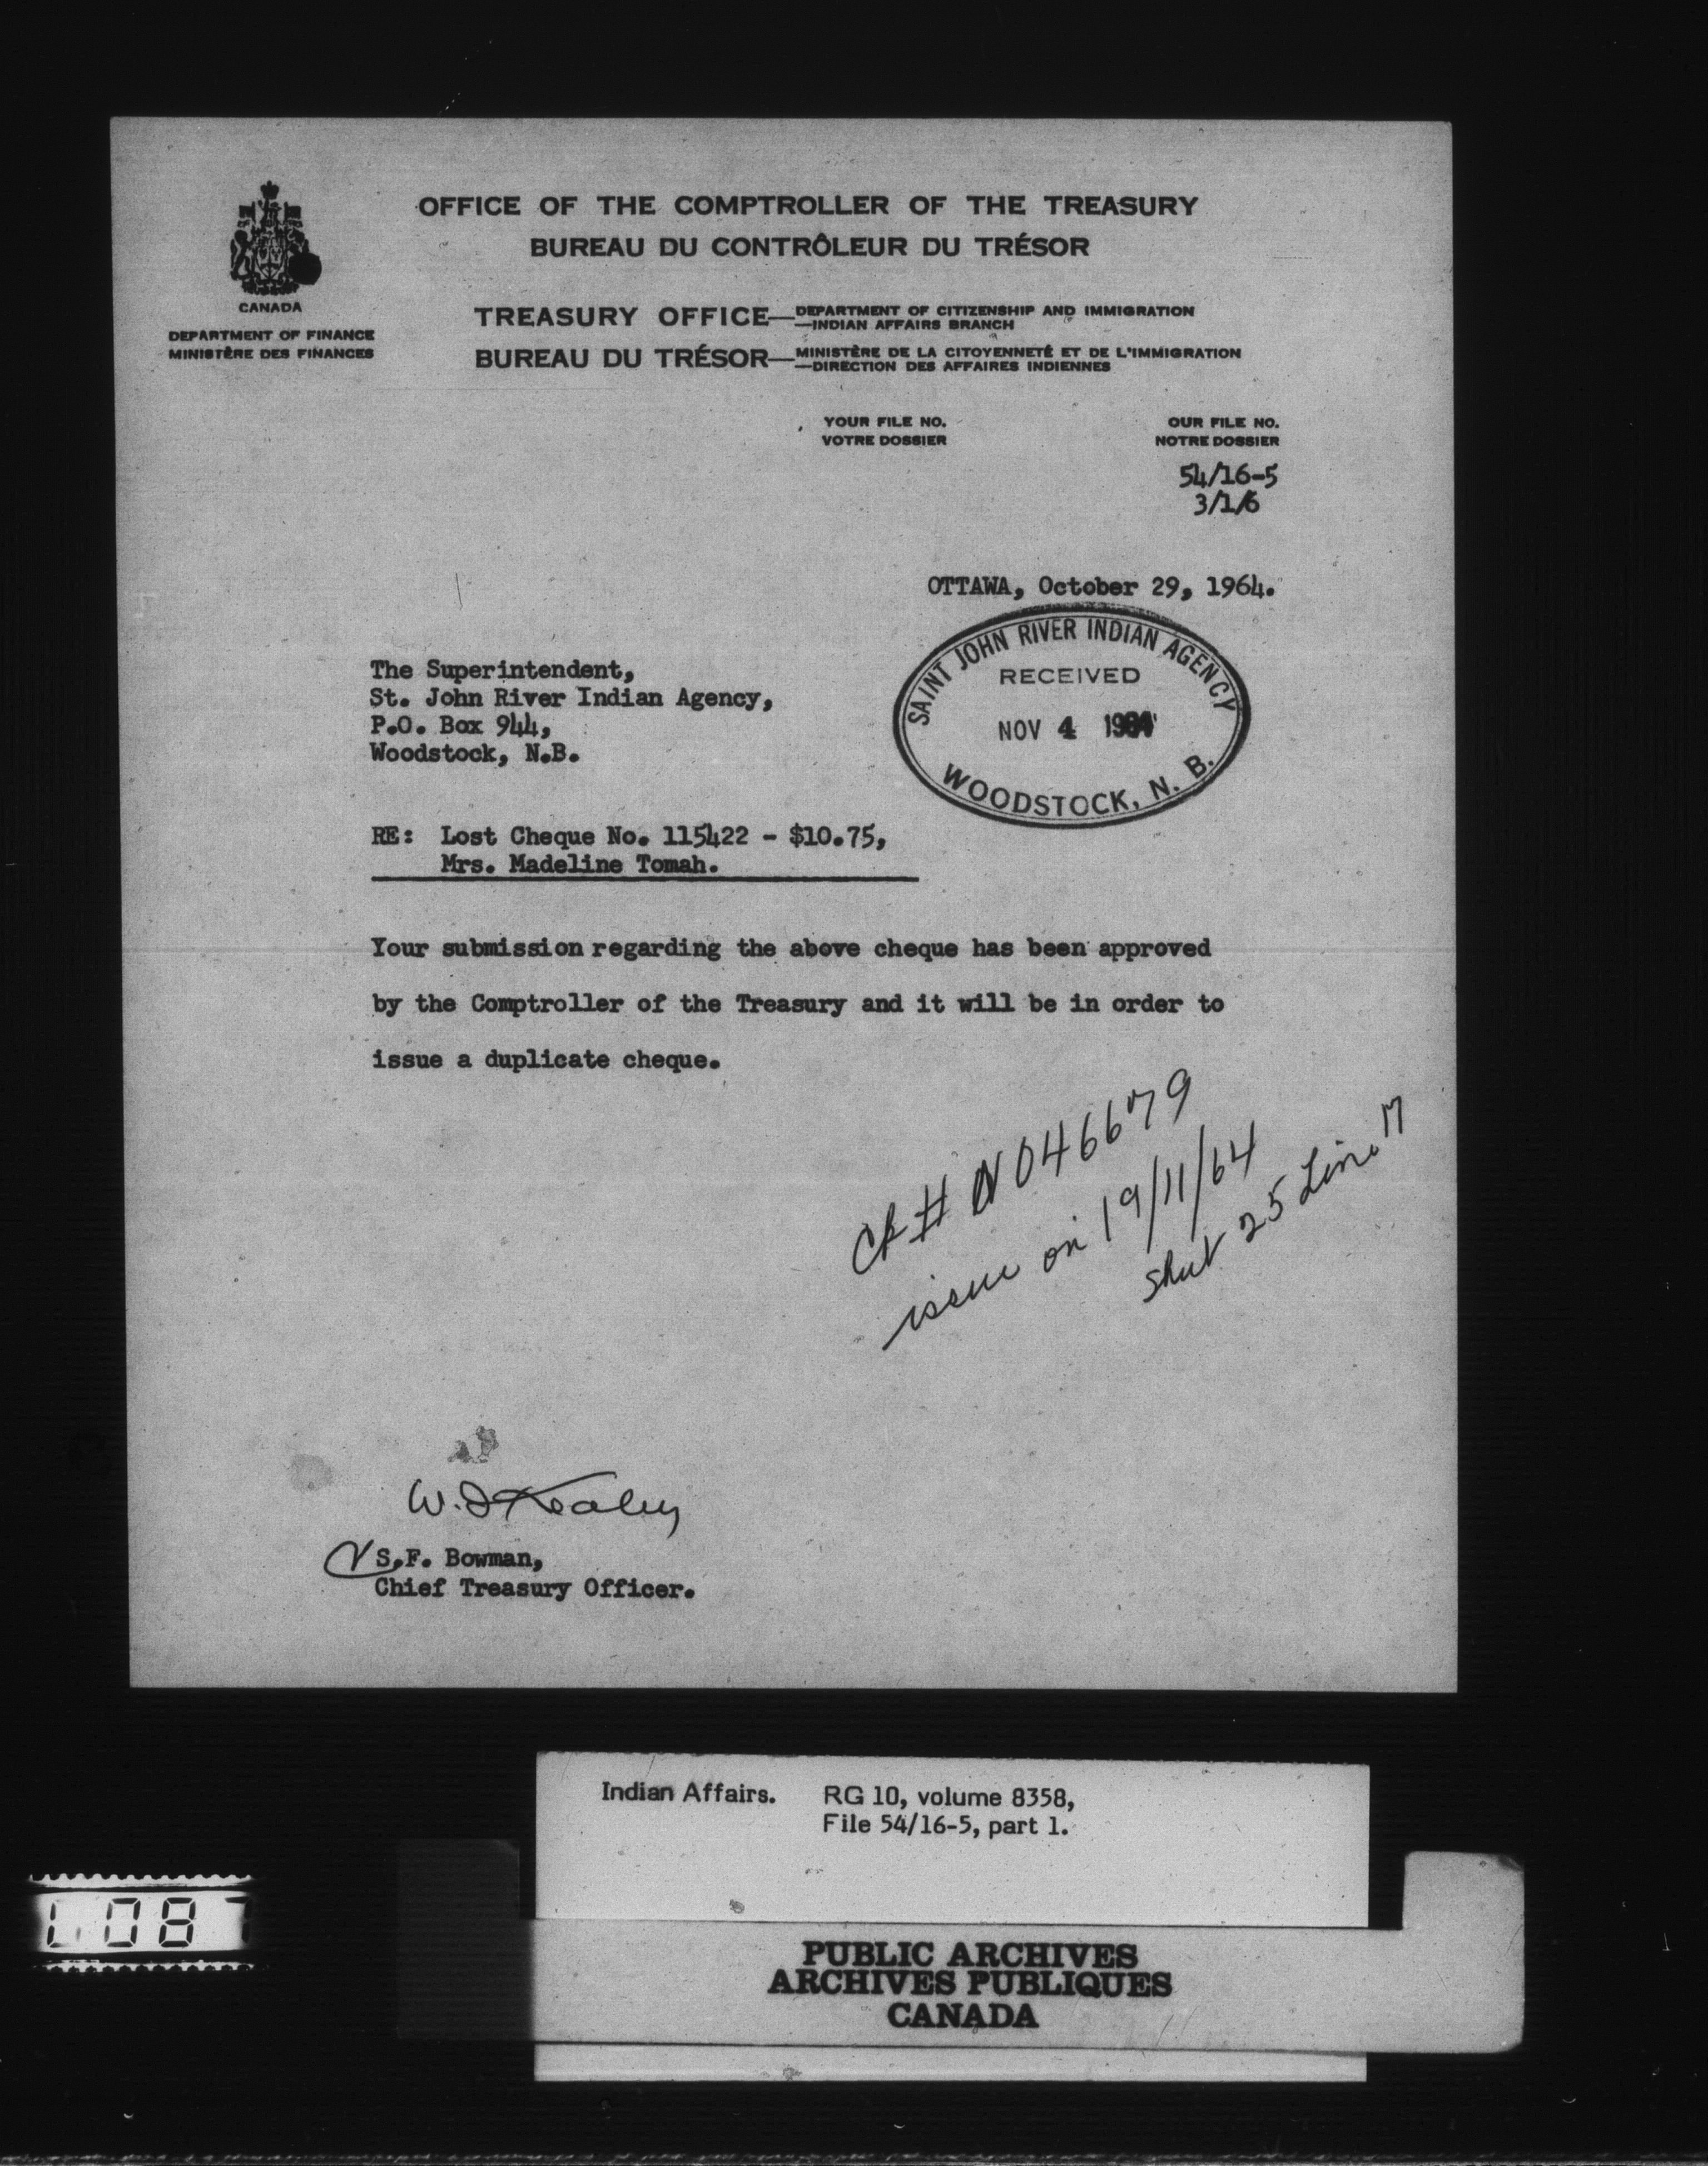 OFFICE OF THE COMPTROLLER OF THE TREASURY
BUREAU DU CONTRÔLEUR DU TRÉSOR
CANADA
DEPARTMENT OF FINANCE
MINISTÈRE DES FINANCES
TREASURY OFFICE—DEPARTMENT OF CITIZENSHIP AND IMMIGRATION
—INDIAN AFFAIRS BRANCH
BUREAU DU TRÉSOR—MINISTÈRE DE LA CITOYENNETÉ ET DE L'IMMIGRATION
—DIRECTION DES AFFAIRES INDIENNES
YOUR FILE NO.
VOTRE DOSSIER
OUR FILE NO.
NOTRE DOSSIER
54/16-5
3/1/6
OTTAWA, October 29, 1964.
SAINT JOHN RIVER INDIAN AGENCY
RECEIVED
NOV 4 1964
WOODSTOCK, N. B.
The Superintendent,
St. John River Indian Agency,
P.O. Box 944,
Woodstock, N.B.
RE: Lost Cheque No. 115422 - $10.75,
Mrs. Madeline Tomah.
Your submission regarding the above cheque has been approved
by the Comptroller of the Treasury and it will be in order to
issue a duplicate cheque.
Ck # N046679
issue on 19/11/64
25 Line 17
W.
S.F. Bowman,
Chief Treasury Officer.
Indian Affairs. RG 10, volume 8358,
File 54/16-5, part 1.
087
PUBLIC ARCHIVES
ARCHIVES PUBLIQUES
CANADA